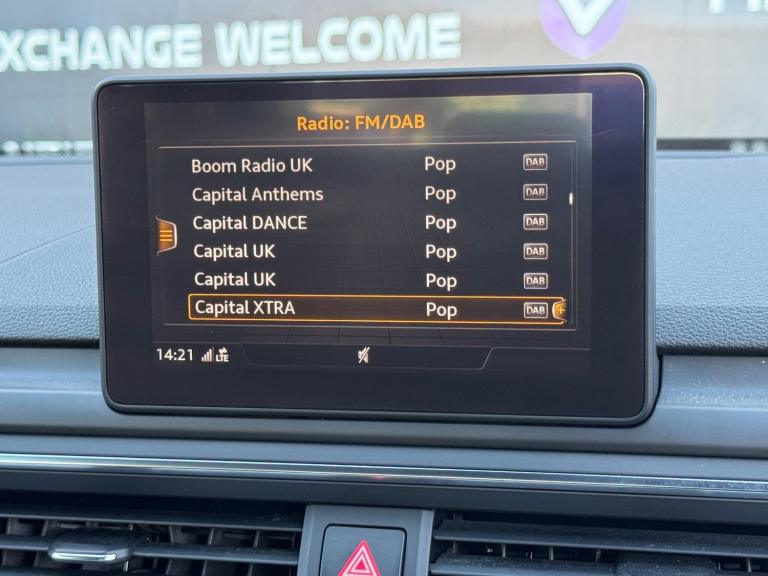 XCHANGE WELCOME
Radio: FM/DAB
Boom Radio UK Pop DAB
Capital Anthems Pop DAB
Capital DANCE Pop DAB
Capital UK Pop DAB
Capital UK Pop DAB
Capital XTRA Pop DAB
14:21 LTE